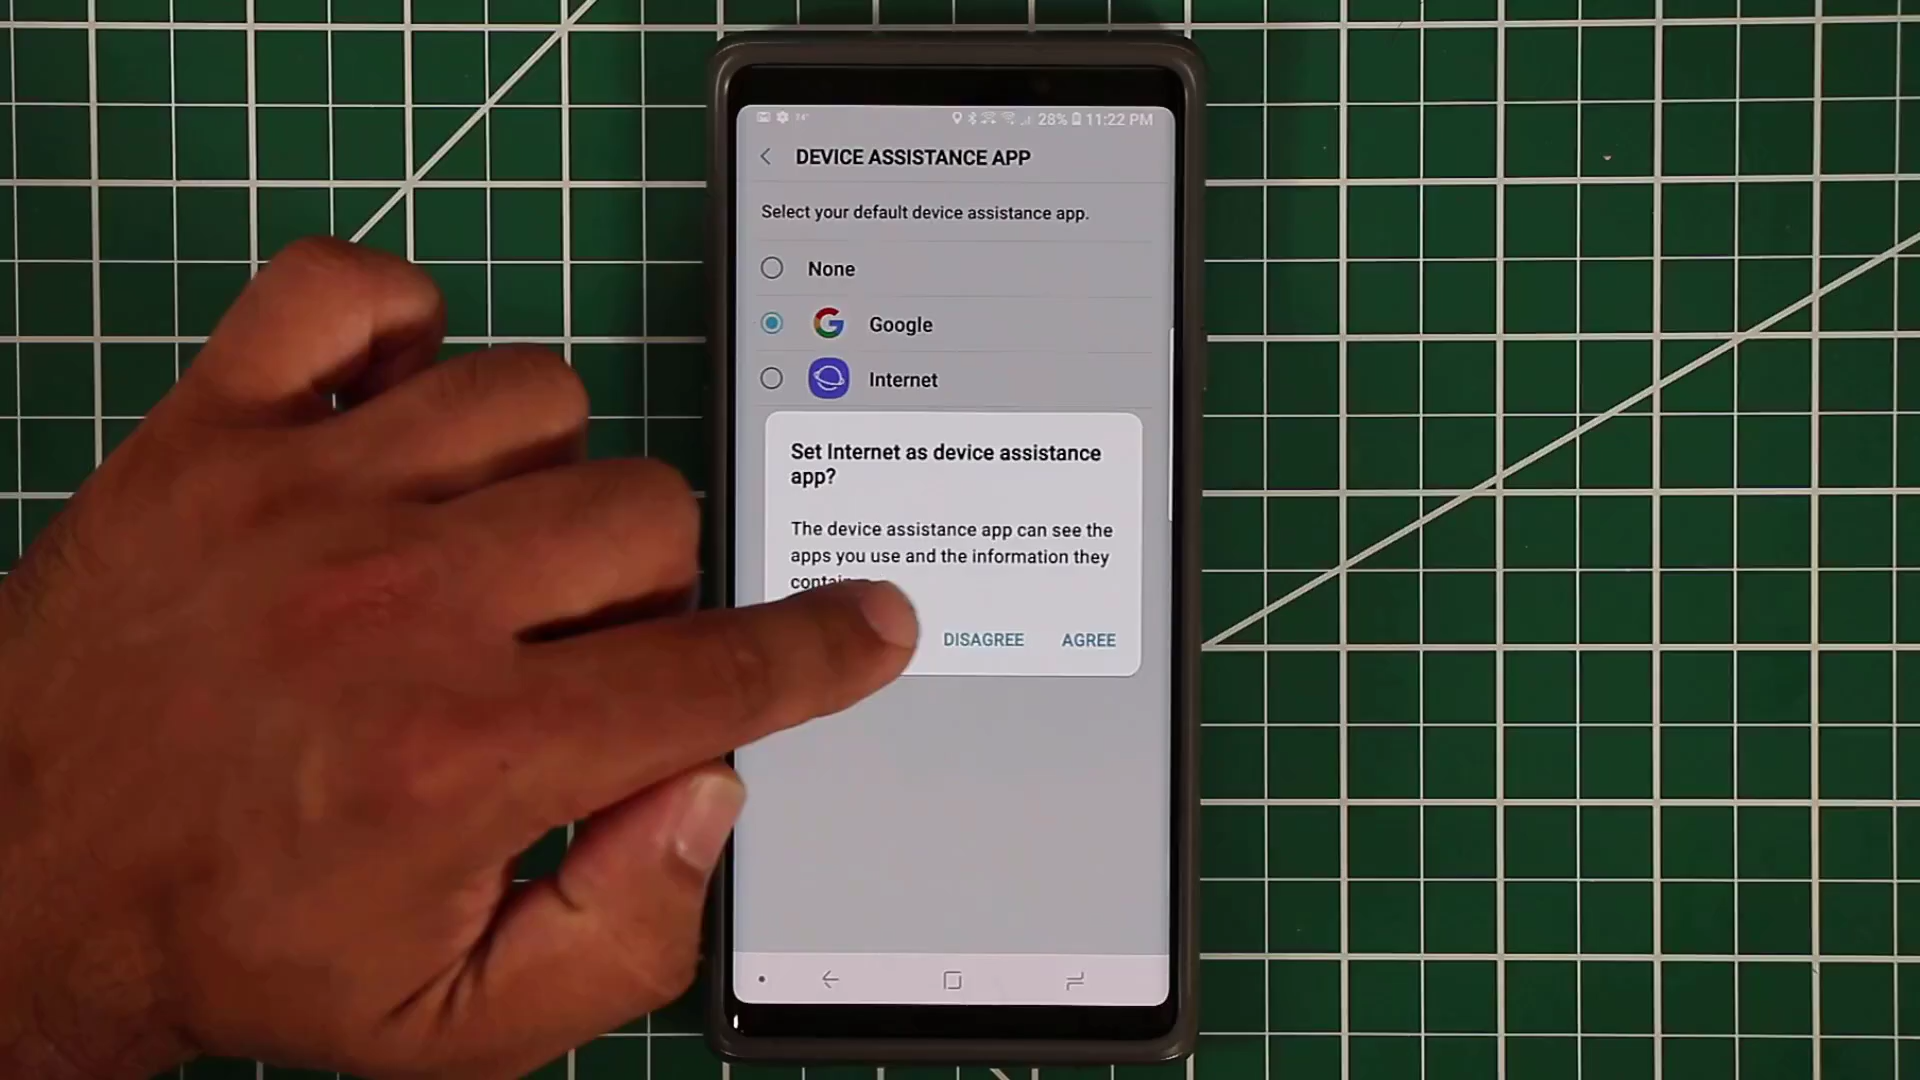 28% 11:22 PM
DEVICE ASSISTANCE APP
Select your default device assistance app.
None
Google
Internet
Set Internet as device assistance
app?
The device assistance app can see the
apps you use and the information they
DISAGREE AGREE